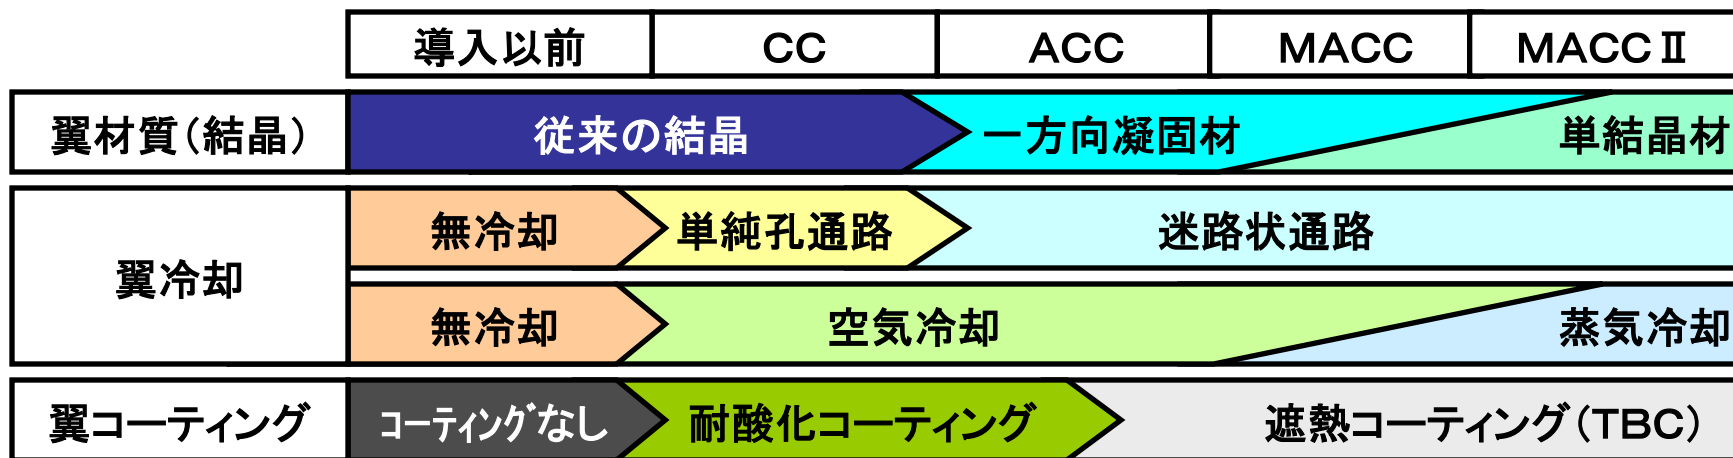 導入以前 CC ACC MACC MACCⅡ
翼材質(結晶) 従来の結晶 一方向凝固材 単結晶材
翼冷却 無冷却 単純孔通路 迷路状通路
無冷却 空気冷却 蒸気冷却
翼コーティング コーティングなし 耐酸化コーティング 遮熱コーティング(TBC)